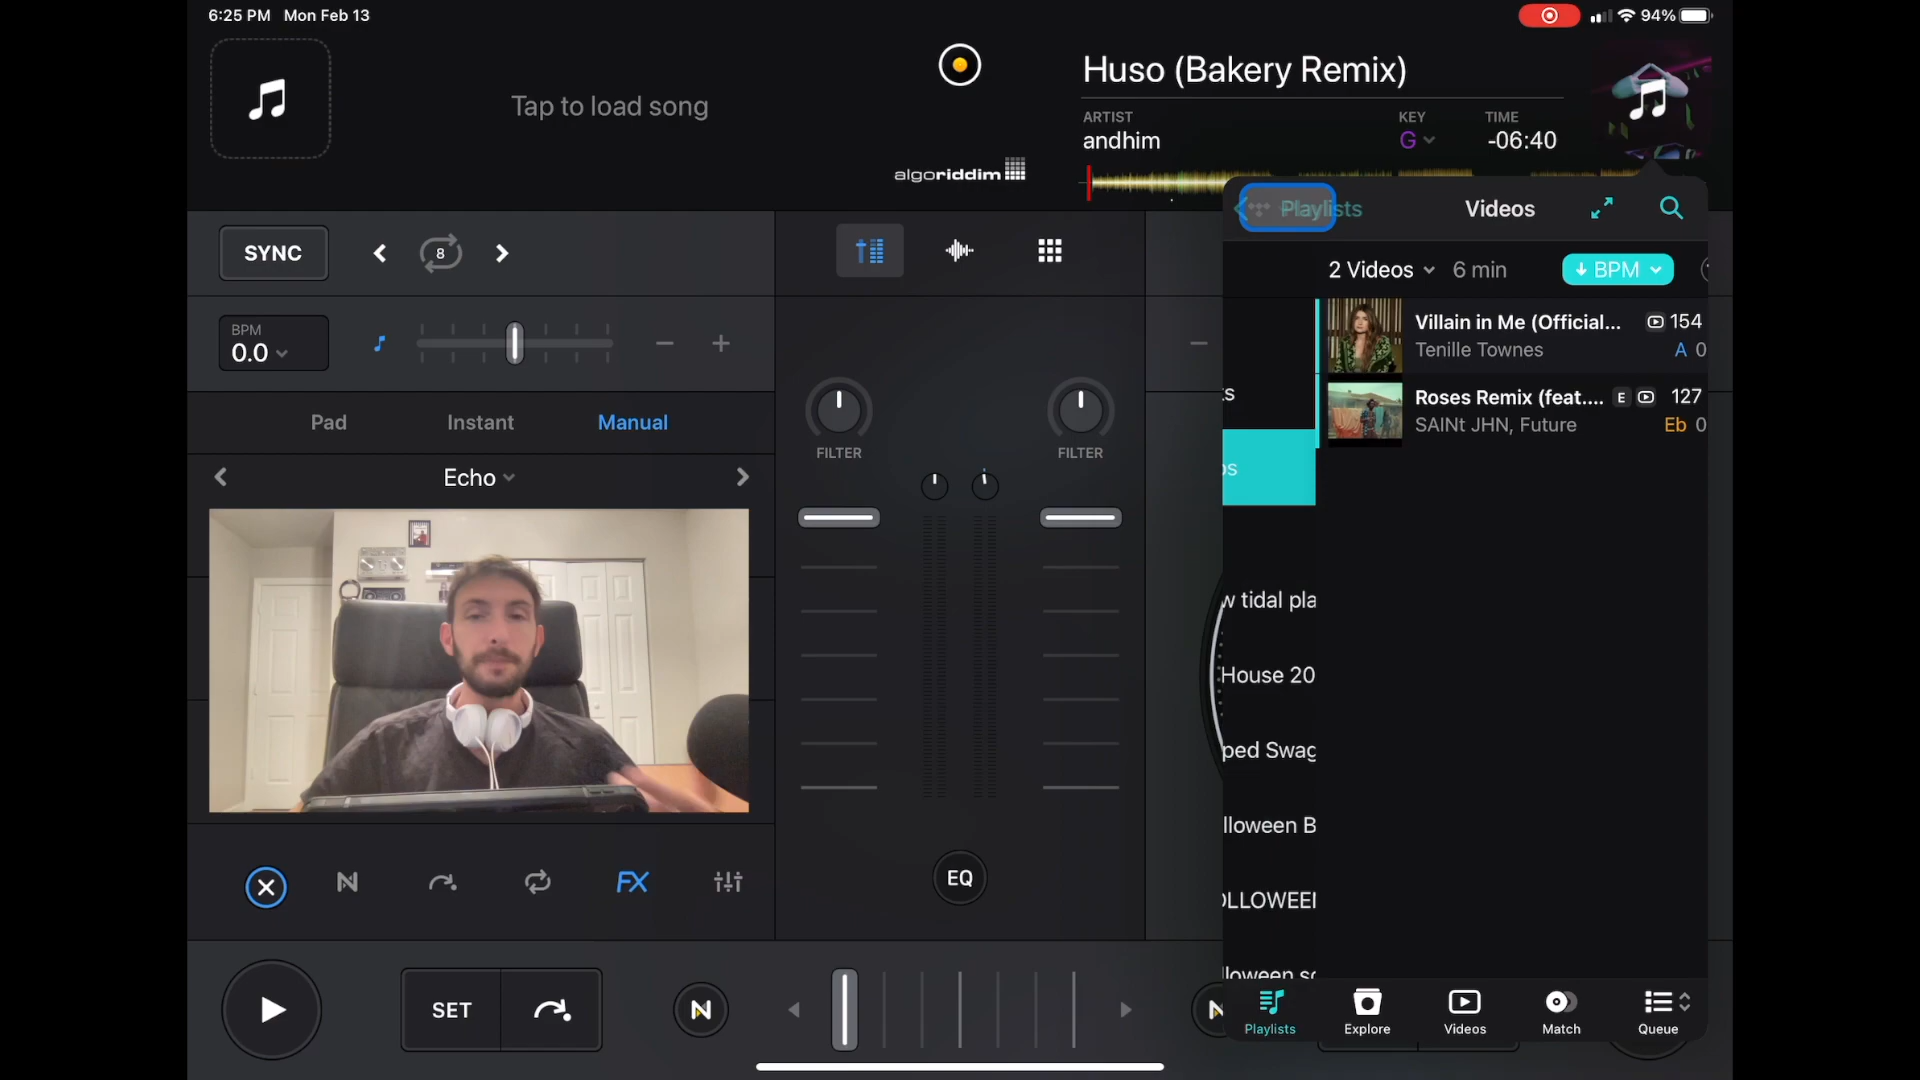 6:25 PM Mon Feb 13
94%
Tap to load song
algoriddim
Huso (Bakery Remix)
ARTIST
andhim
KEY
G
TIME
-06:40
SYNC
8
BPM
0.0
Pad
Instant
Manual
Echo
FX
FILTER
FILTER
EQ
SET
Playlists
Videos
2 Videos
6 min
BPM
Villain in Me (Official...
154
Tenille Townes
A 0
Roses Remix (feat....
E
127
SAINt JHN, Future
Eb 0
w tidal pla
House 20
ped Swag
lloween B
OLLOWEEN
lloween so
Playlists
Explore
Videos
Match
Queue